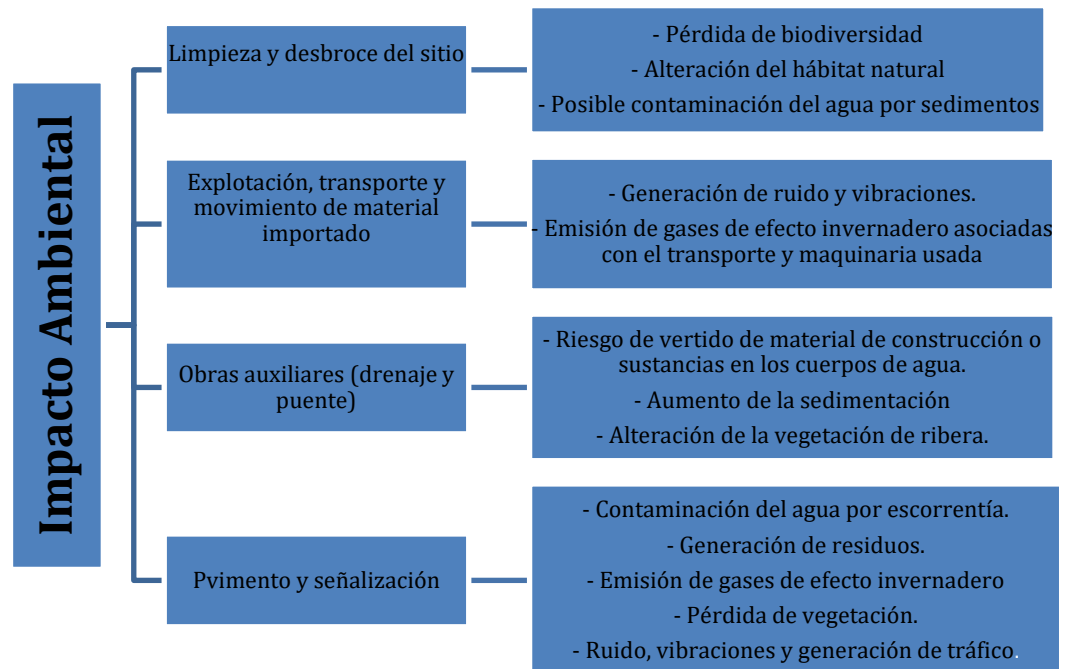 Impacto Ambiental
Limpieza y desbroce del sitio
- Pérdida de biodiversidad
- Alteración del hábitat natural
- Posible contaminación del agua por sedimentos
Explotación, transporte y
movimiento de material
importado
- Generación de ruido y vibraciones.
- Emisión de gases de efecto invernadero asociadas
con el transporte y maquinaria usada
Obras auxiliares (drenaje y
puente)
- Riesgo de vertido de material de construcción o
sustancias en los cuerpos de agua.
- Aumento de la sedimentación
- Alteración de la vegetación de ribera.
Pvimento y señalización
- Contaminación del agua por escorrentía.
- Generación de residuos.
- Emisión de gases de efecto invernadero
- Pérdida de vegetación.
- Ruido, vibraciones y generación de tráfico.